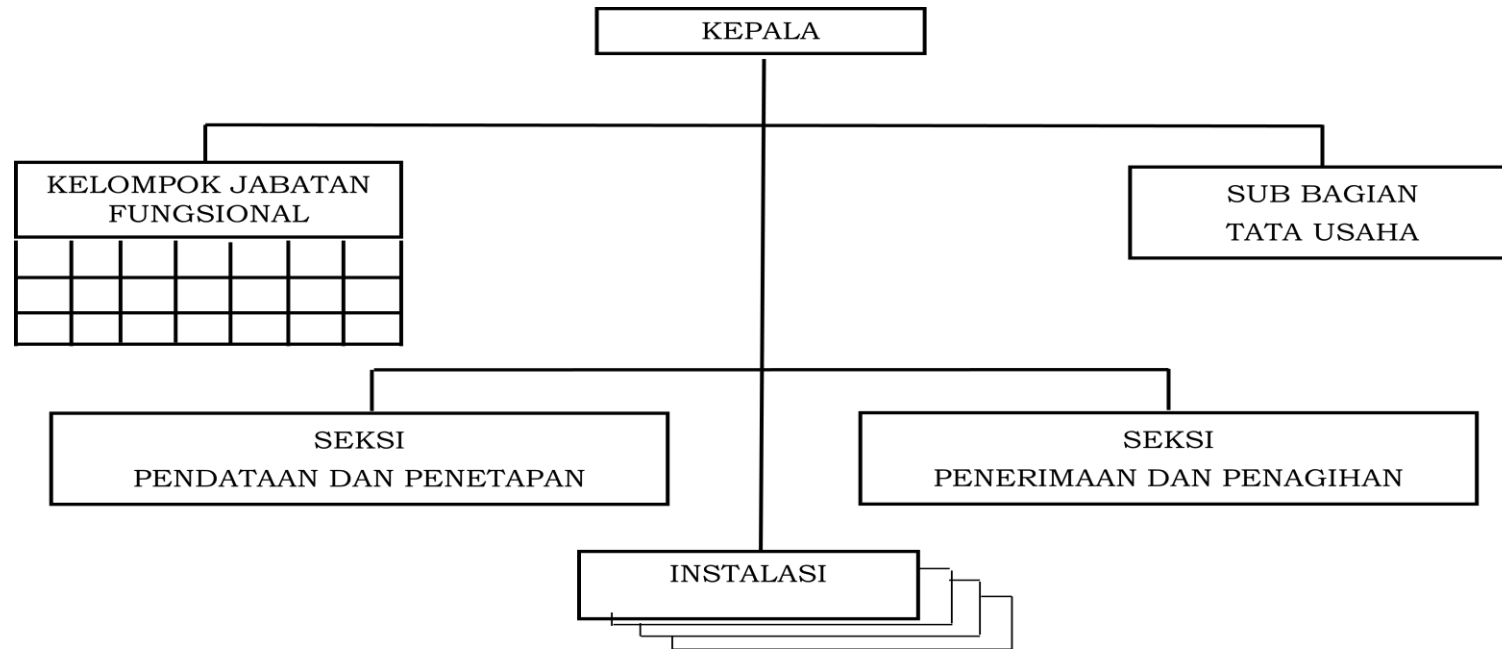 KEPALA
KELOMPOK JABATAN
FUNGSIONAL
SUB BAGIAN
TATA USAHA
SEKSI
PENDATAAN DAN PENETAPAN
SEKSI
PENERIMAAN DAN PENAGIHAN
INSTALASI